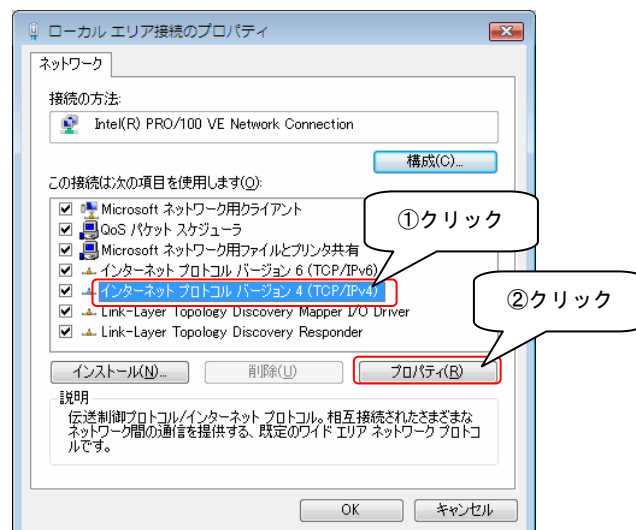 ローカル エリア接続のプロパティ
ネットワーク
接続の方法:
Intel(R) PRO/100 VE Network Connection
構成(C)...
この接続は次の項目を使用します(O):
Microsoft ネットワーク用クライアント
QoS パケット スケジューラ
Microsoft ネットワーク用ファイルとプリンタ共有
インターネット プロトコル バージョン 6 (TCP/IPv6)
インターネット プロトコル バージョン 4 (TCP/IPv4)
Link-Layer Topology Discovery Mapper I/O Driver
Link-Layer Topology Discovery Responder
①クリック
②クリック
インストール(N)...
削除(U)
プロパティ(R)
説明
伝送制御プロトコル/インターネット プロトコル。相互接続されたさまざまな
ネットワーク間の通信を提供する、既定のワイド エリア ネットワーク プロトコ
ルです。
OK
キャンセル